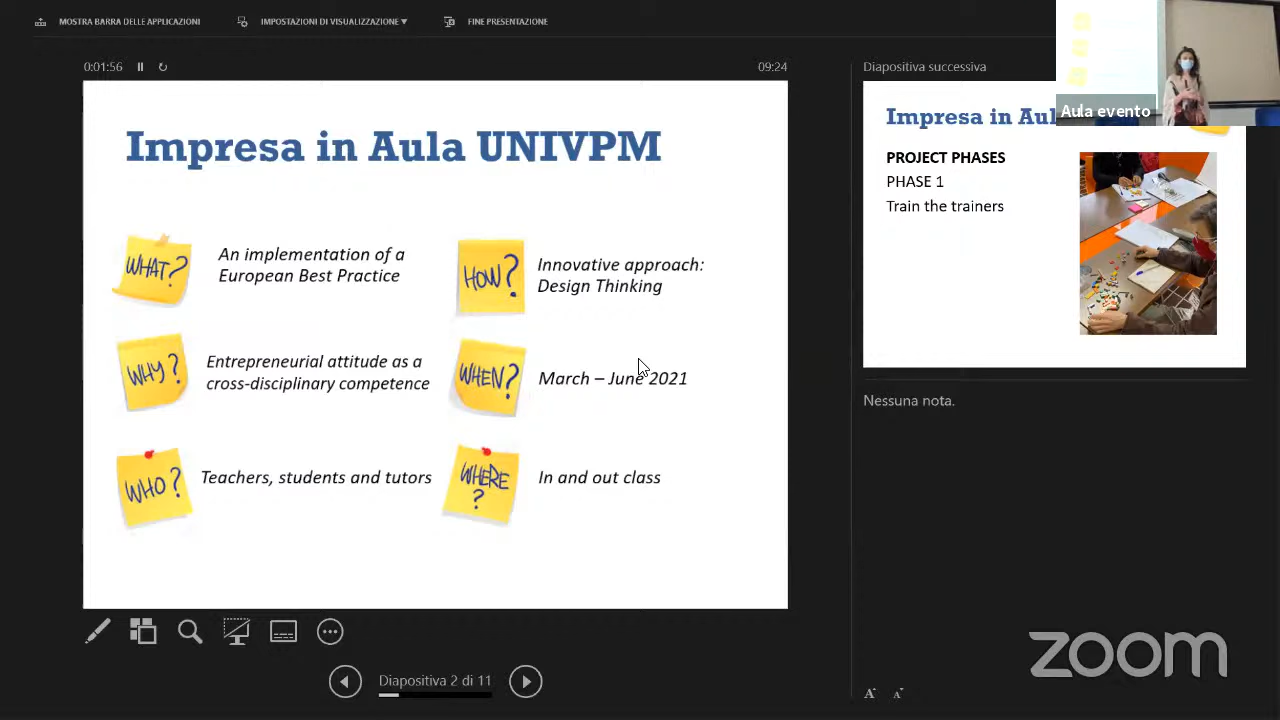 MOSTRA BARRA DELLE APPLICAZIONI
IMPOSTAZIONI DI VISUALIZZAZIONE ▼
FINE PRESENTAZIONE
0:01:56
09:24
Impresa in Aula UNIVPM
WHAT?
An implementation of a
European Best Practice
HOW?
Innovative approach:
Design Thinking
WHY?
Entrepreneurial attitude as a
cross-disciplinary competence
WHEN?
March – June 2021
WHO?
Teachers, students and tutors
WHERE
?
In and out class
Diapositiva 2 di 11
Diapositiva successiva
Aula evento
Impresa in Aul
PROJECT PHASES
PHASE 1
Train the trainers
Nessuna nota.
zoom
A A